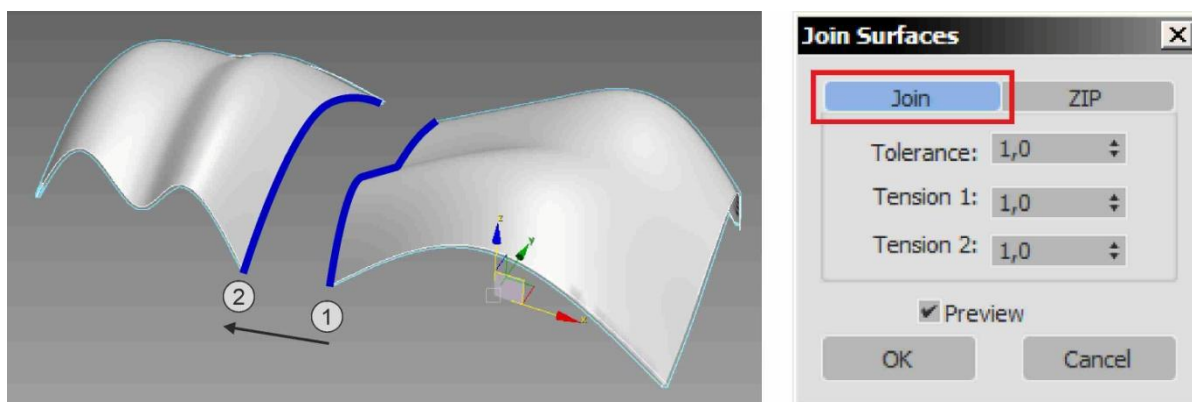 2
1
z
y
x
Join Surfaces
Join ZIP
Tolerance: 1,0
Tension 1: 1,0
Tension 2: 1,0
Preview
OK Cancel